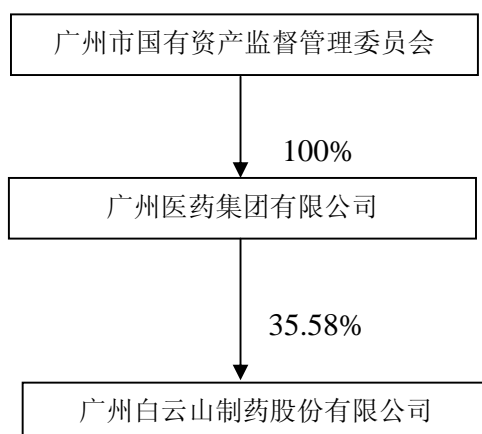 广州市国有资产监督管理委员会
100%
广州医药集团有限公司
35.58%
广州白云山制药股份有限公司